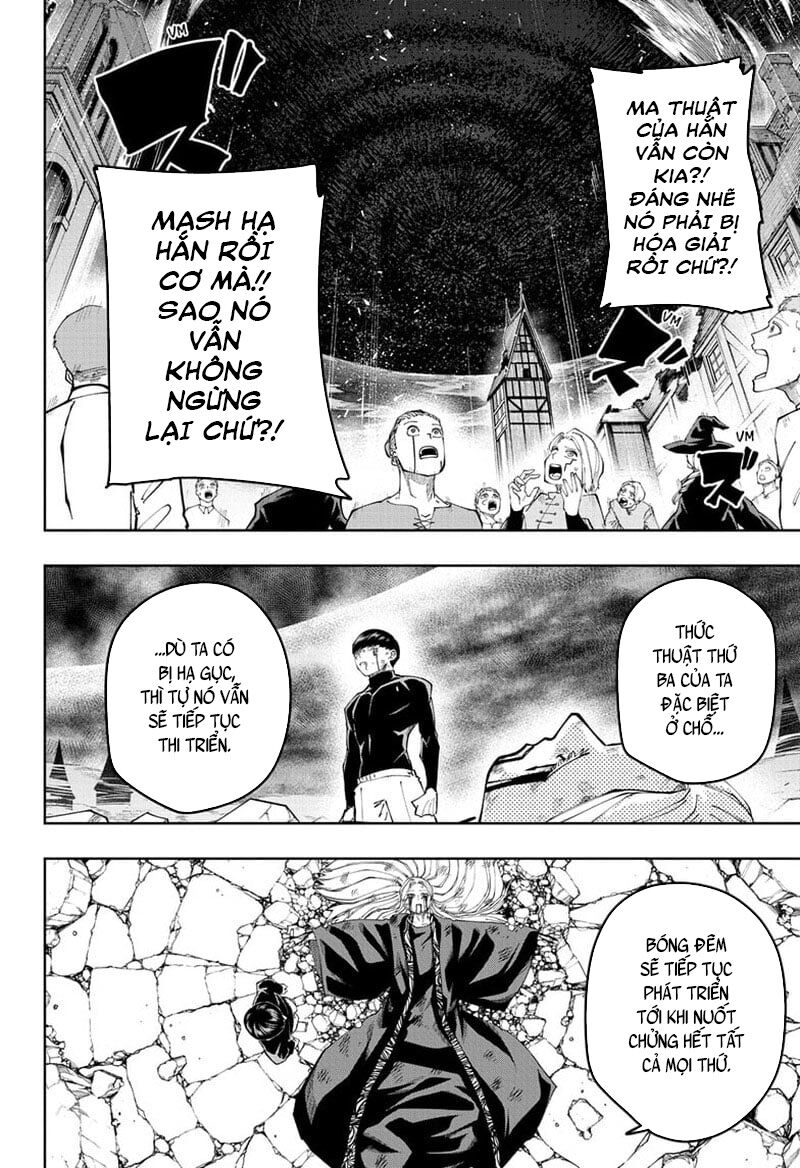 MA THUẬT
CỦA HẮN
VẪN CÒN
KIA?!
ĐÁNG NHẼ
NÓ PHẢI BỊ
HÓA GIẢI
RỒI CHỨ?!
VM
MASH HẠ
HẮN RỒI
CƠ MÀ!!
SAO NÓ
VẪN
KHÔNG
NGỪNG
LẠI CHỨ?!
VM
VM
THỨC
THUẬT THỨ
BA CỦA TA
ĐẶC BIỆT
Ở CHỖ...
...DÙ TA CÓ
BỊ HẠ GỤC,
THÌ TỰ NÓ VẪN
SẼ TIẾP TỤC
THI TRIỂN.
BÓNG ĐÊM
SẼ TIẾP TỤC
PHÁT TRIỂN
TỚI KHI NUỐT
CHỬNG HẾT TẤT
CẢ MỌI THỨ.